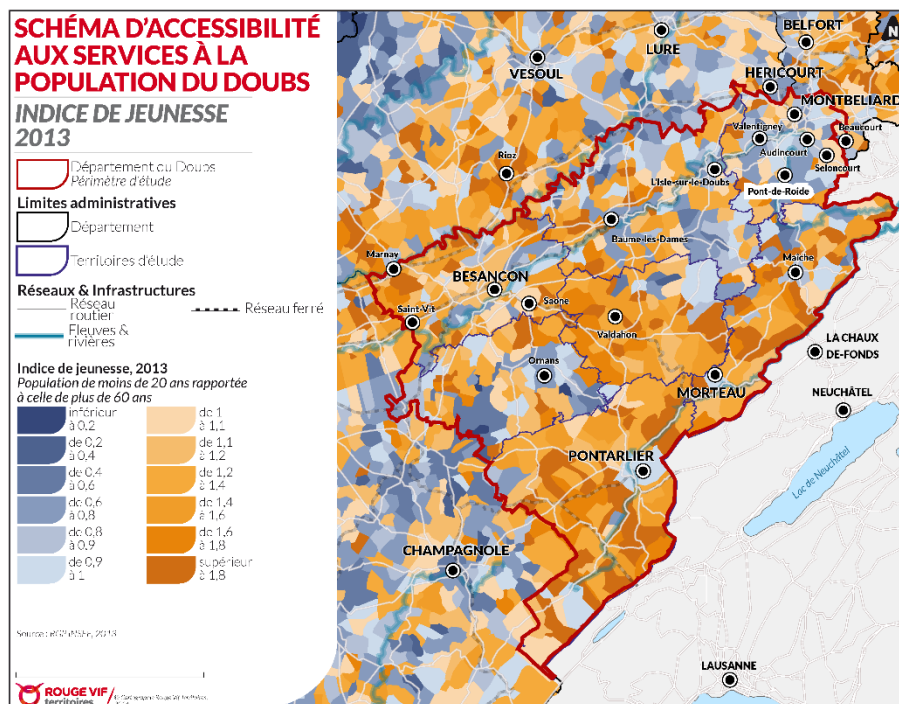 SCHÉMA D'ACCESSIBILITÉ
AUX SERVICES À LA
POPULATION DU DOUBS
INDICE DE JEUNESSE
2013
Département du Doubs
Périmètre d'étude
Limites administratives
Département
Territoires d'étude
Réseaux & Infrastructures
Réseau
routier
Réseau ferré
Fleuves &
rivières
Indice de jeunesse, 2013
Population de moins de 20 ans rapportée
à celle de plus de 60 ans
inférieur
à 0,2
de 0,2
à 0,4
de 0,4
à 0,6
de 0,6
à 0,8
de 0,8
à 0,9
de 0,9
à 1
de 1
à 1,1
de 1,1
à 1,2
de 1,2
à 1,4
de 1,4
à 1,6
de 1,6
à 1,8
supérieur
à 1,8
Source : RGP INSEE, 2013
ROUGE VIF
territoires
BELFORT
N
LURE
VESOUL
HERICOURT
MONTBELIARD
Valentigney
Beaucourt
Audincourt
Seloncourt
Rioz
L'Isle-sur-le-Doubs
Pont-de-Roide
Baume-les-Dames
Marnay
BESANCON
Maiche
Saone
Saint-Vit
Valdahon
LA CHAUX
DE-FONDS
Ornans
MORTEAU
NEUCHÂTEL
PONTARLIER
Lac de Neuchâtel
CHAMPAGNOLE
LAUSANNE